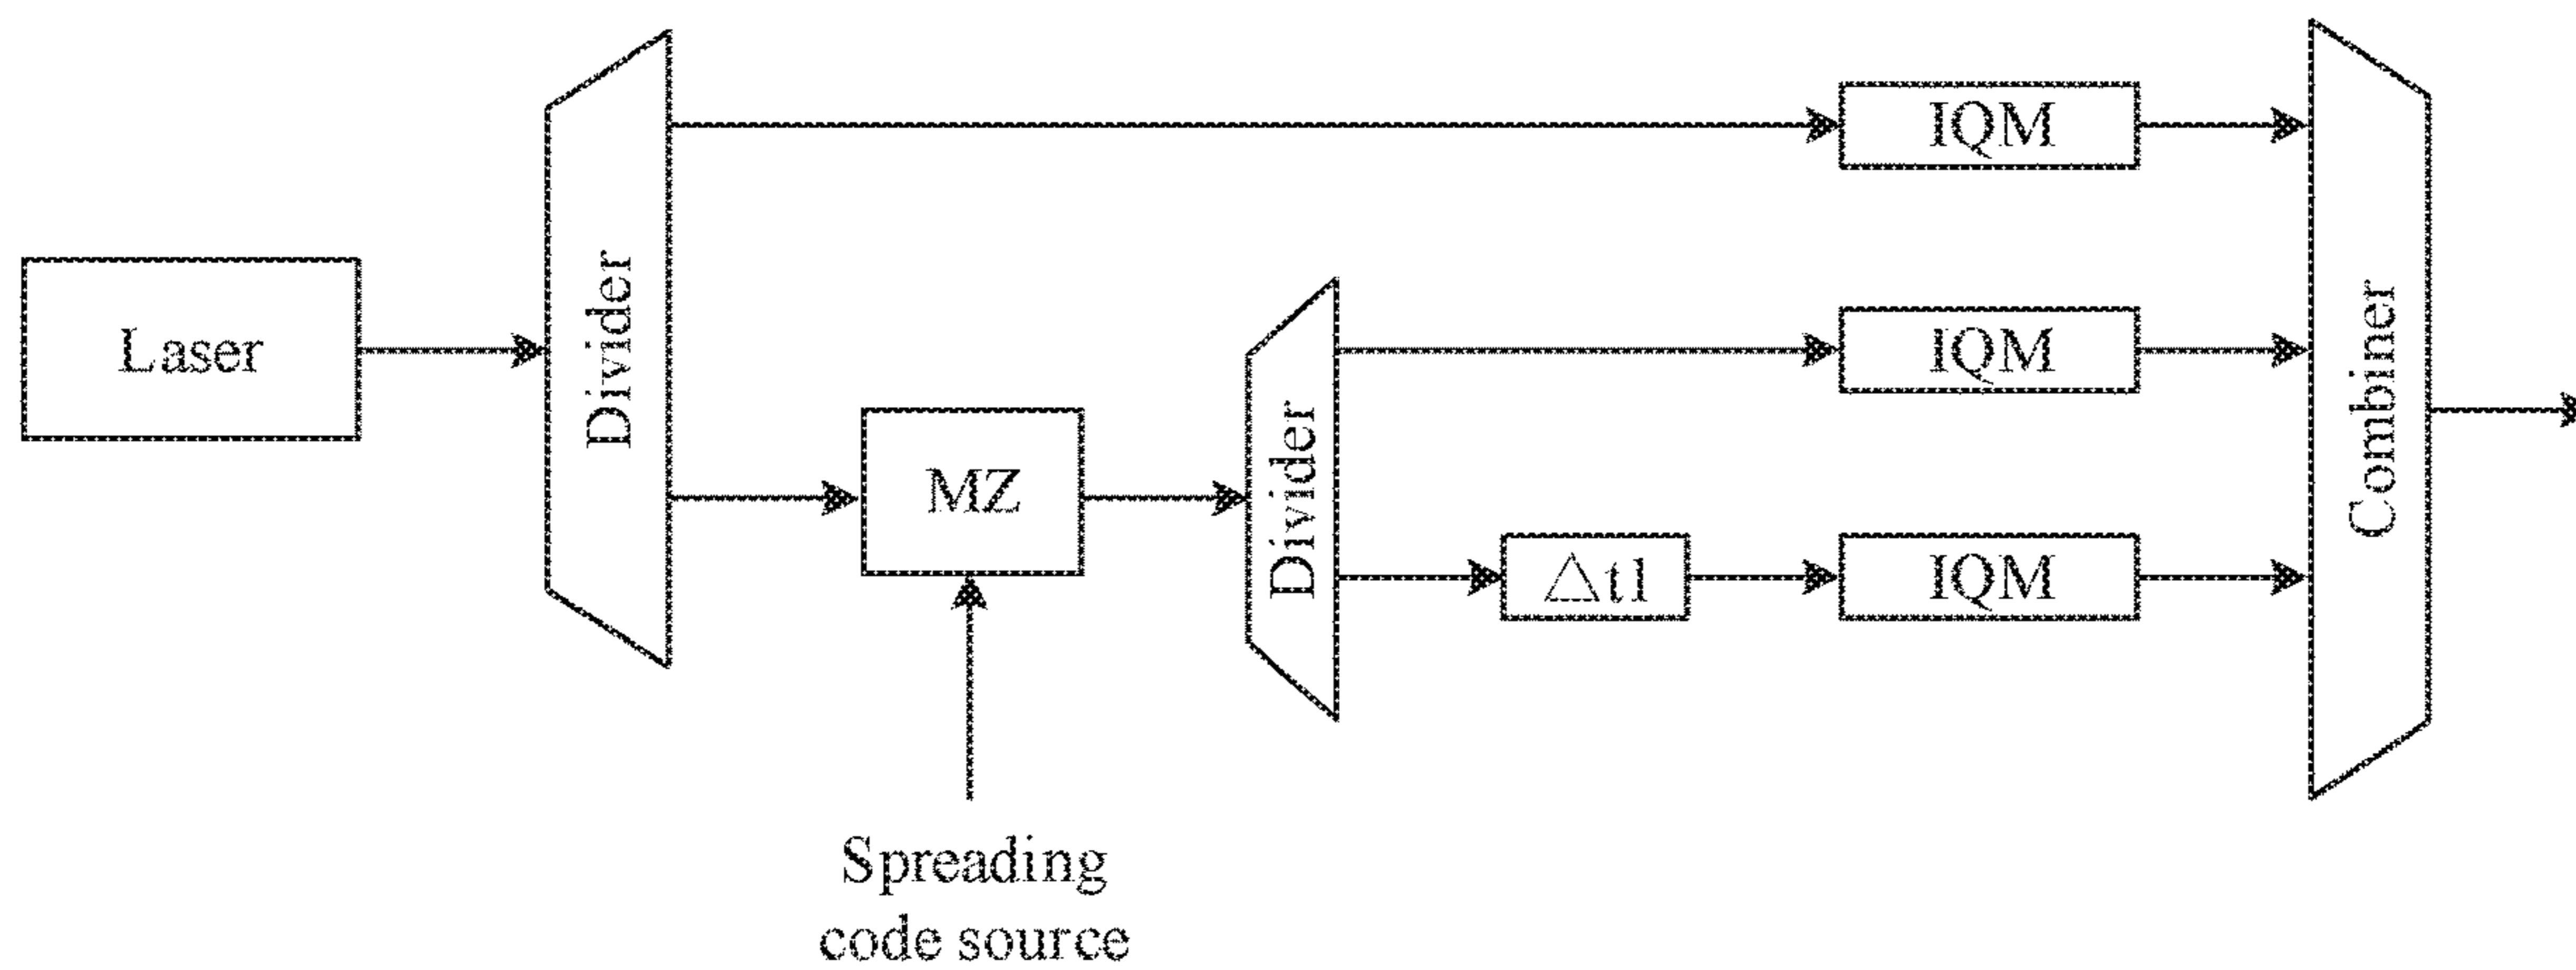 Laser
Divider
IQM
MZ
Divider
IQM
△t1
IQM
Combiner
Spreading
code source